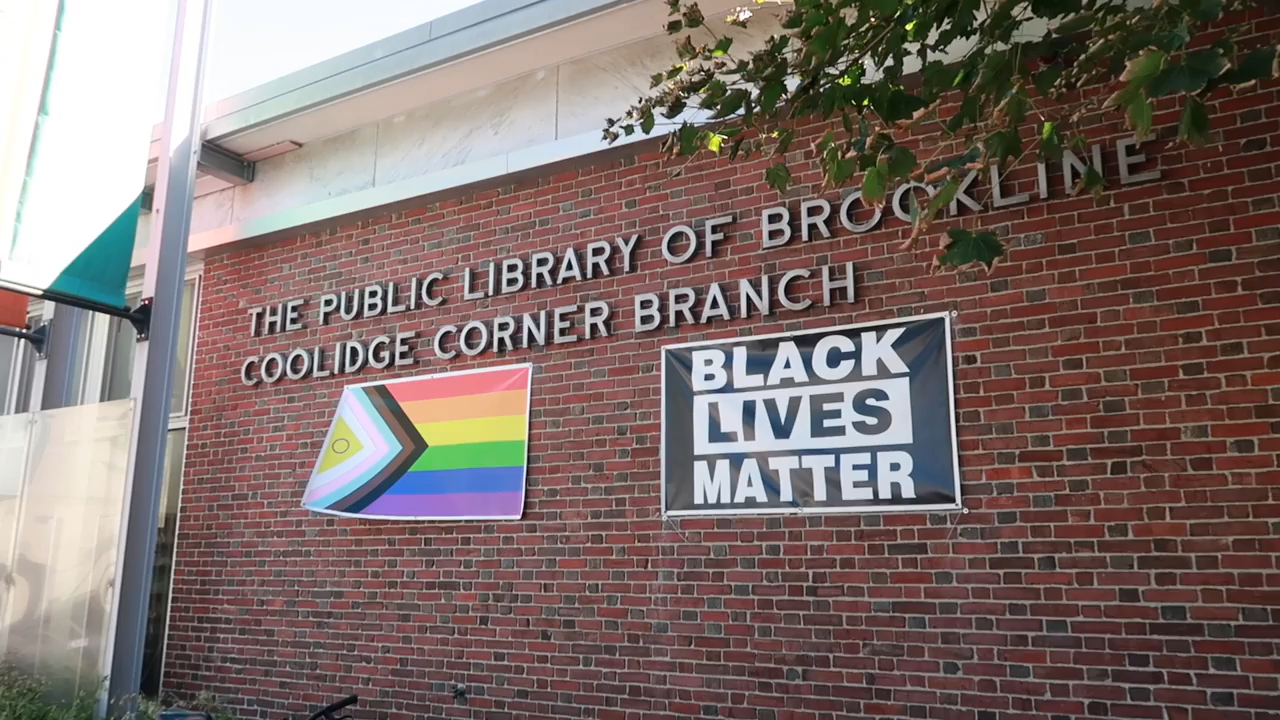 THE PUBLIC LIBRARY OF BROOKLINE
COOLIDGE CORNER BRANCH
BLACK
LIVES
MATTER